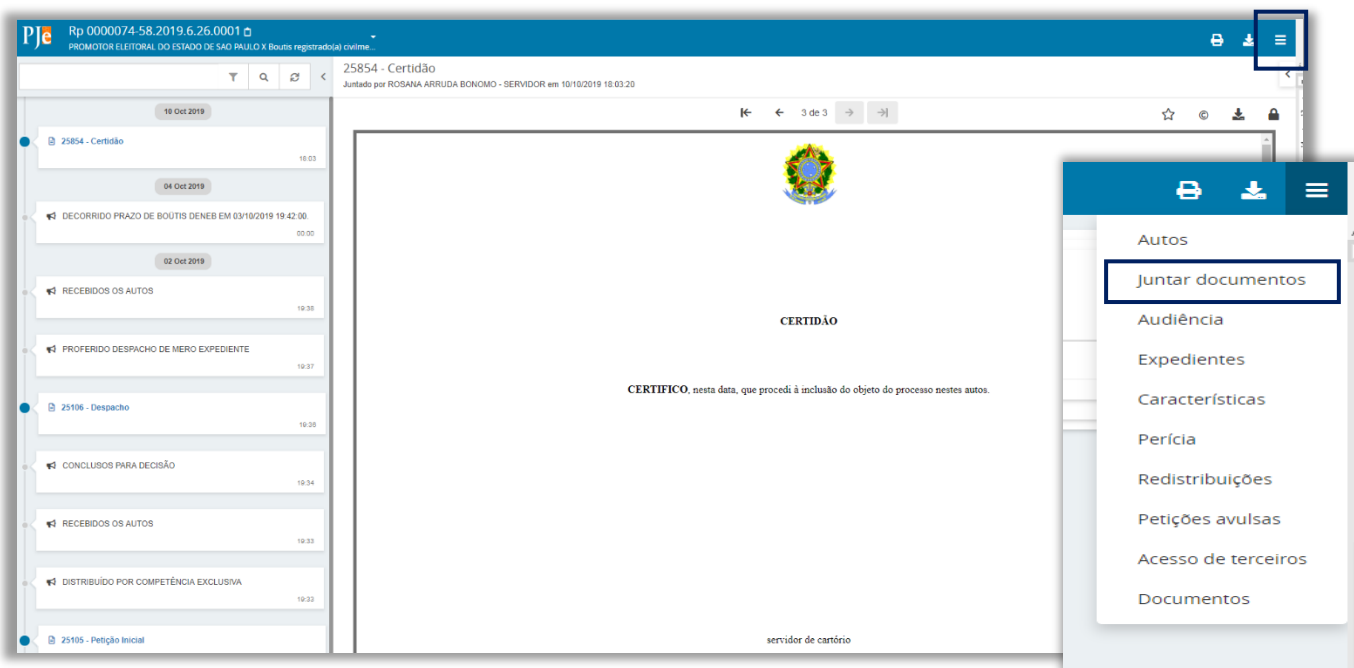 PJe
Rp 0000074-58.2019.6.26.0001
PROMOTOR ELEITORAL DO ESTADO DE SAO PAULO X Boutis registrado(a) civilme...
25854 - Certidão
Juntado por ROSANA ARRUDA BONOMO - SERVIDOR em 10/10/2019 18:03:20
3 de 3
10 Oct 2019
25854 - Certidão
18:03
04 Oct 2019
DECORRIDO PRAZO DE BOÚTIS DENEB EM 03/10/2019 19:42:00.
00:00
02 Oct 2019
RECEBIDOS OS AUTOS
19:38
PROFERIDO DESPACHO DE MERO EXPEDIENTE
19:37
25106 - Despacho
19:36
CONCLUSOS PARA DECISÃO
19:34
RECEBIDOS OS AUTOS
19:33
DISTRIBUÍDO POR COMPETÊNCIA EXCLUSIVA
19:33
25105 - Petição Inicial
CERTIDÃO
CERTIFICO, nesta data, que procedi à inclusão do objeto do processo nestes autos.
servidor de cartório
Autos
Juntar documentos
Audiência
Expedientes
Características
Perícia
Redistribuições
Petições avulsas
Acesso de terceiros
Documentos